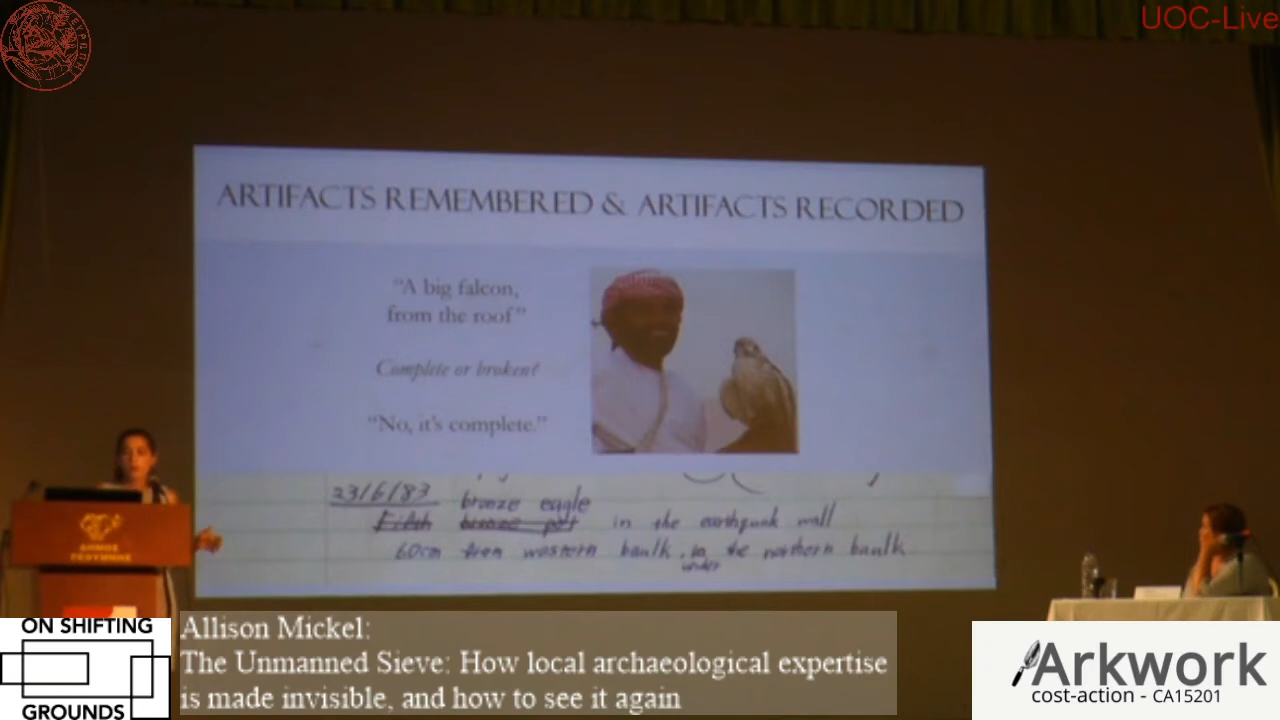 UOC-Live
ARTIFACTS REMEMBERED & ARTIFACTS RECORDED
"A big falcon,
from the roof"
Complete or broken?
"No, it's complete."
23/6/83 bronze eagle
in the earthquak wall
60cm from western baulk in the northern baulk
under
ΔΗΜΟΣ
ΡΕΘΥΜΝΗΣ
ON SHIFTING
GROUNDS
Allison Mickel:
The Unmanned Sieve: How local archaeological expertise
is made invisible, and how to see it again
Arkwork
cost-action - CA15201